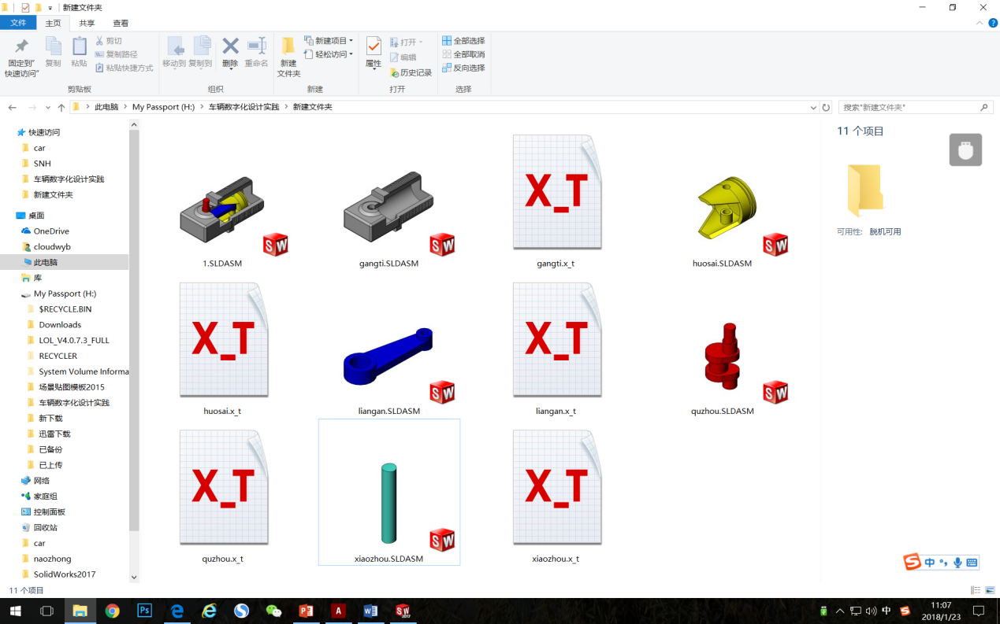 新建文件夹
文件 主页 共享 查看
固定到"快速访问"
复制
粘贴
剪切
复制路径
粘贴快捷方式
剪贴板
移动到
复制到
删除
重命名
组织
新建文件夹
新建项目
轻松访问
新建
属性
打开
编辑
历史记录
打开
全部选择
全部取消
反向选择
选择
此电脑 My Passport (H:) 车辆数字化设计实践 新建文件夹
搜索"新建文件夹"
快速访问
car
SNH
车辆数字化设计实践
新建文件夹
桌面
OneDrive
cloudwyb
此电脑
库
My Passport (H:)
$RECYCLE.BIN
Downloads
LOL_V4.0.7.3_FULL
RECYCLER
System Volume Informa
场景贴图模板2015
车辆数字化设计实践
新下载
迅雷下载
已备份
已上传
网络
家庭组
控制面板
回收站
car
naozhong
SolidWorks2017
SW
1.SLDASM
SW
gangti.SLDASM
X_T
gangti.x_t
SW
huosai.SLDASM
X_T
huosai.x_t
SW
liangan.SLDASM
X_T
liangan.x_t
SW
quzhou.SLDASM
X_T
quzhou.x_t
SW
xiaozhou.SLDASM
X_T
xiaozhou.x_t
11 个项目
可用性: 脱机可用
S 中
11 个项目
Ps
SW
2017
中
S
11:07
2018/1/23